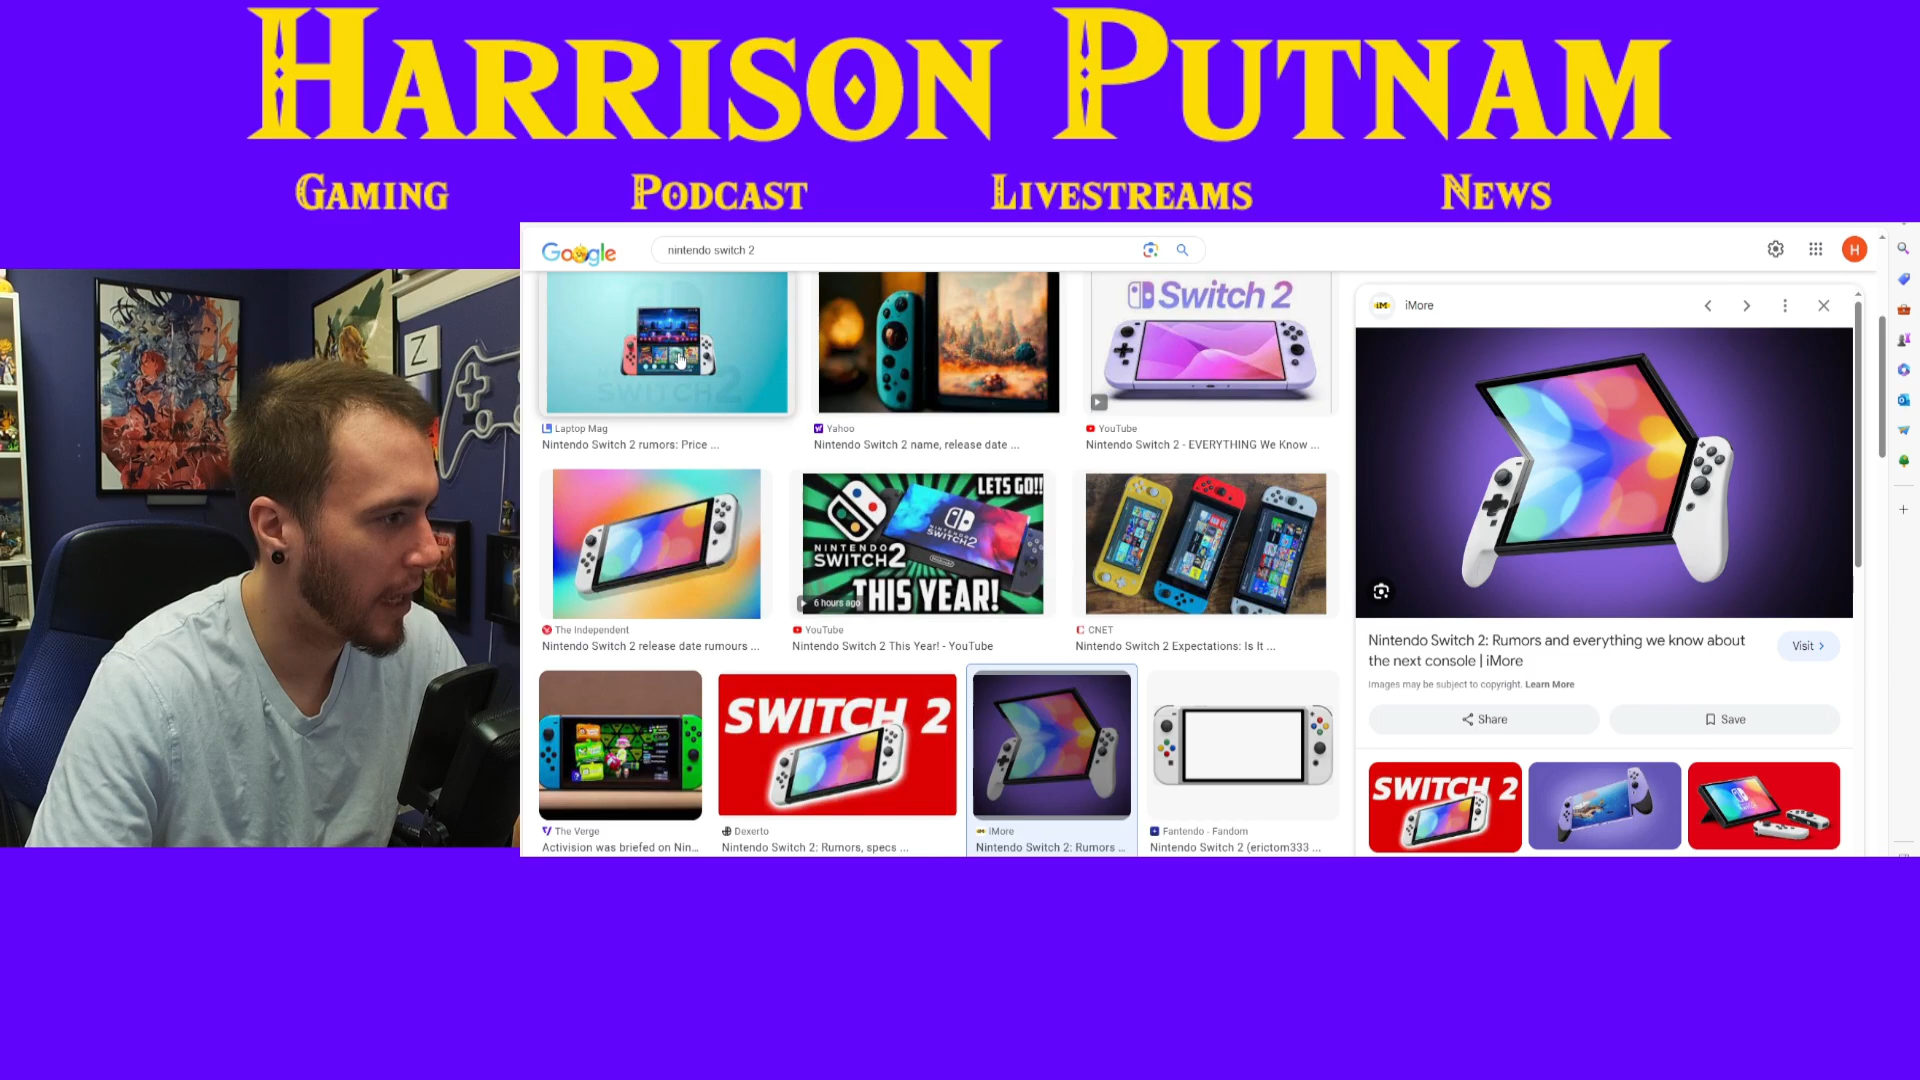 HARRISON PUTNAM
GAMING
PODCAST
LIVESTREAMS
NEWS
Google
nintendo switch 2
H
Z
SWITCH 2
Laptop Mag
Nintendo Switch 2 rumors: Price ...
Yahoo
Nintendo Switch 2 name, release date ...
Switch 2
YouTube
Nintendo Switch 2 - EVERYTHING We Know ...
iM
iMore
The Independent
Nintendo Switch 2 release date rumours ...
LETS GO!!
NINTENDO
SWITCH 2
NINTENDO
SWITCH 2
THIS YEAR!
6 hours ago
YouTube
Nintendo Switch 2 This Year! - YouTube
CNET
Nintendo Switch 2 Expectations: Is It ...
Nintendo Switch 2: Rumors and everything we know about
the next console | iMore
Visit
Images may be subject to copyright. Learn More
Share
Save
The Verge
Activision was briefed on Nin...
SWITCH 2
Dexerto
Nintendo Switch 2: Rumors, specs ...
iMore
Nintendo Switch 2: Rumors ...
Fantendo - Fandom
Nintendo Switch 2 (erictom333 ...
SWITCH 2